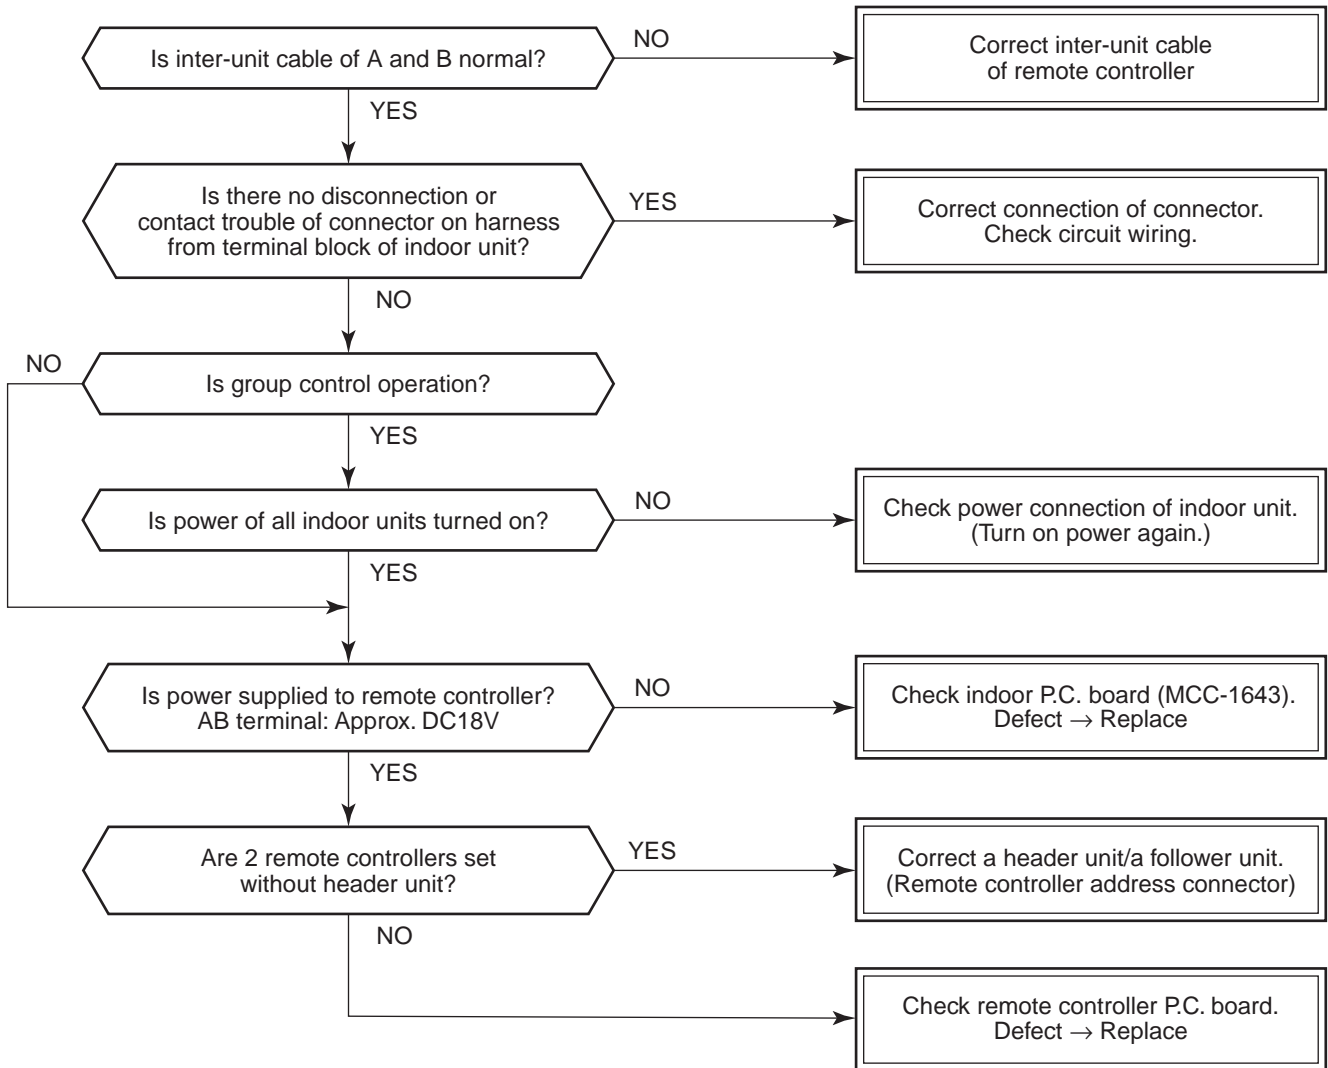 Is inter-unit cable of A and B normal?
NO
Correct inter-unit cable
of remote controller
YES
Is there no disconnection or
contact trouble of connector on harness
from terminal block of indoor unit?
YES
Correct connection of connector.
Check circuit wiring.
NO
NO
Is group control operation?
YES
Is power of all indoor units turned on?
NO
Check power connection of indoor unit.
(Turn on power again.)
YES
Is power supplied to remote controller?
AB terminal: Approx. DC18V
NO
Check indoor P.C. board (MCC-1643).
Defect → Replace
YES
Are 2 remote controllers set
without header unit?
YES
Correct a header unit/a follower unit.
(Remote controller address connector)
NO
Check remote controller P.C. board.
Defect → Replace